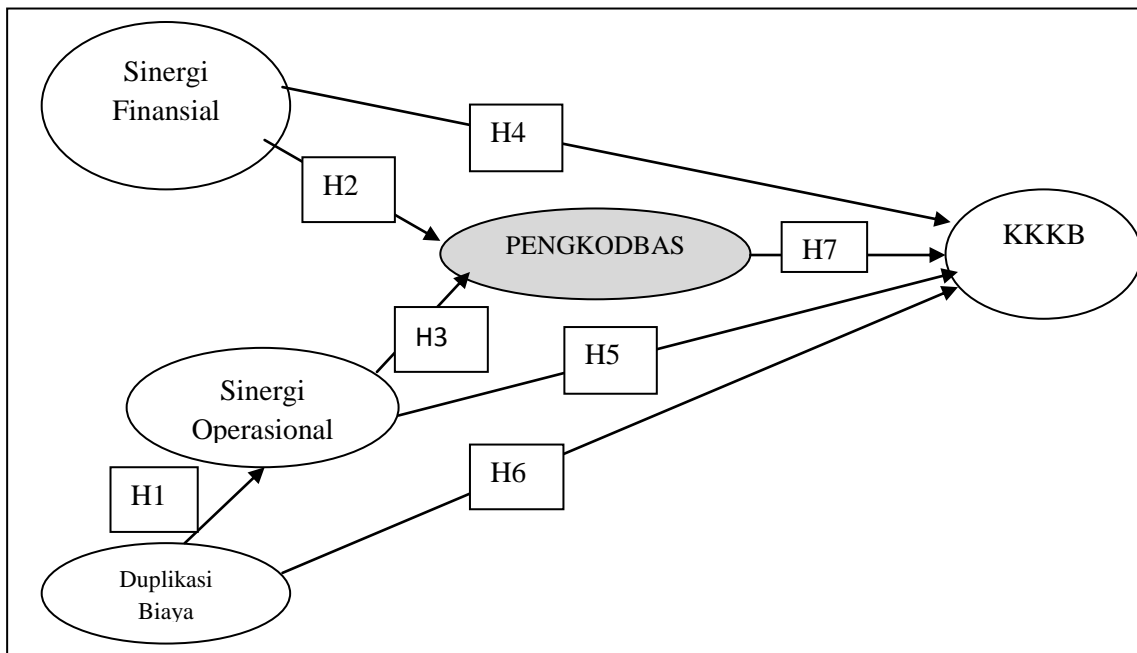 Sinergi
Finansial
H4
H2
PENGKODBAS
H7
KKKB
H3
H5
Sinergi
Operasional
H6
H1
Duplikasi
Biaya